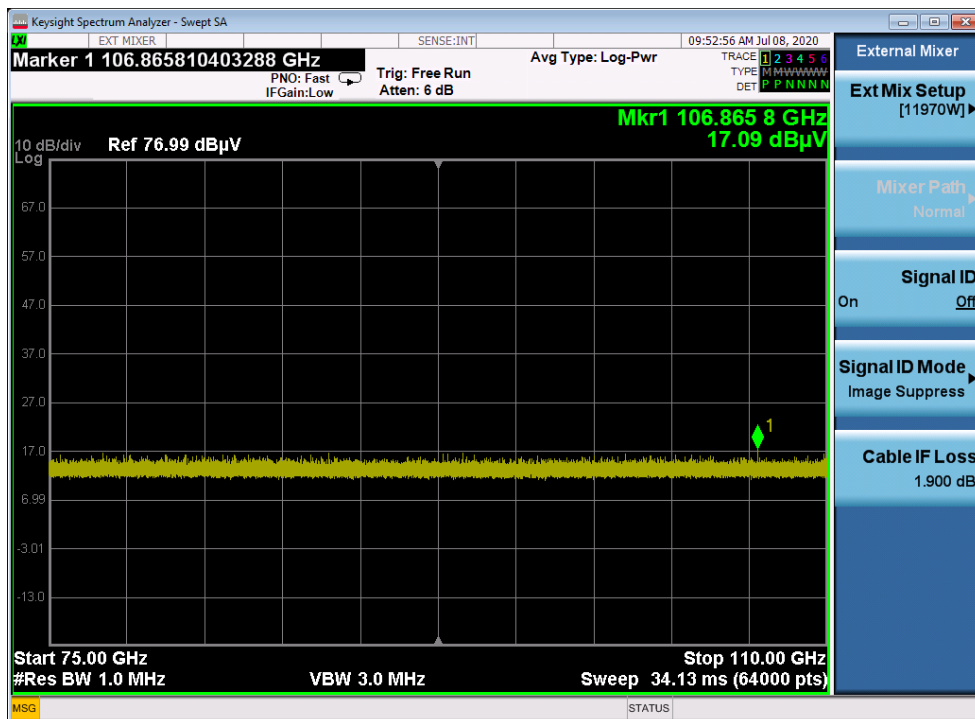 Keysight Spectrum Analyzer - Swept SA
LXI EXT MIXER SENSE:INT 09:52:56 AM Jul 08, 2020
Marker 1 106.865810403288 GHz
PNO: Fast
IFGain:Low
Trig: Free Run
Atten: 6 dB
Avg Type: Log-Pwr
TRACE 1 2 3 4 5 6
TYPE M M W W W W
DET P P N N N N
Mkr1 106.865 8 GHz
17.09 dBµV
10 dB/div Ref 76.99 dBµV
Log
67.0
57.0
47.0
37.0
27.0
17.0
6.99
-3.01
-13.0
1
Start 75.00 GHz Stop 110.00 GHz
#Res BW 1.0 MHz VBW 3.0 MHz Sweep 34.13 ms (64000 pts)
MSG STATUS
External Mixer
Ext Mix Setup
[11970W]
Mixer Path
Normal
Signal ID
On Off
Signal ID Mode
Image Suppress
Cable IF Loss
1.900 dB